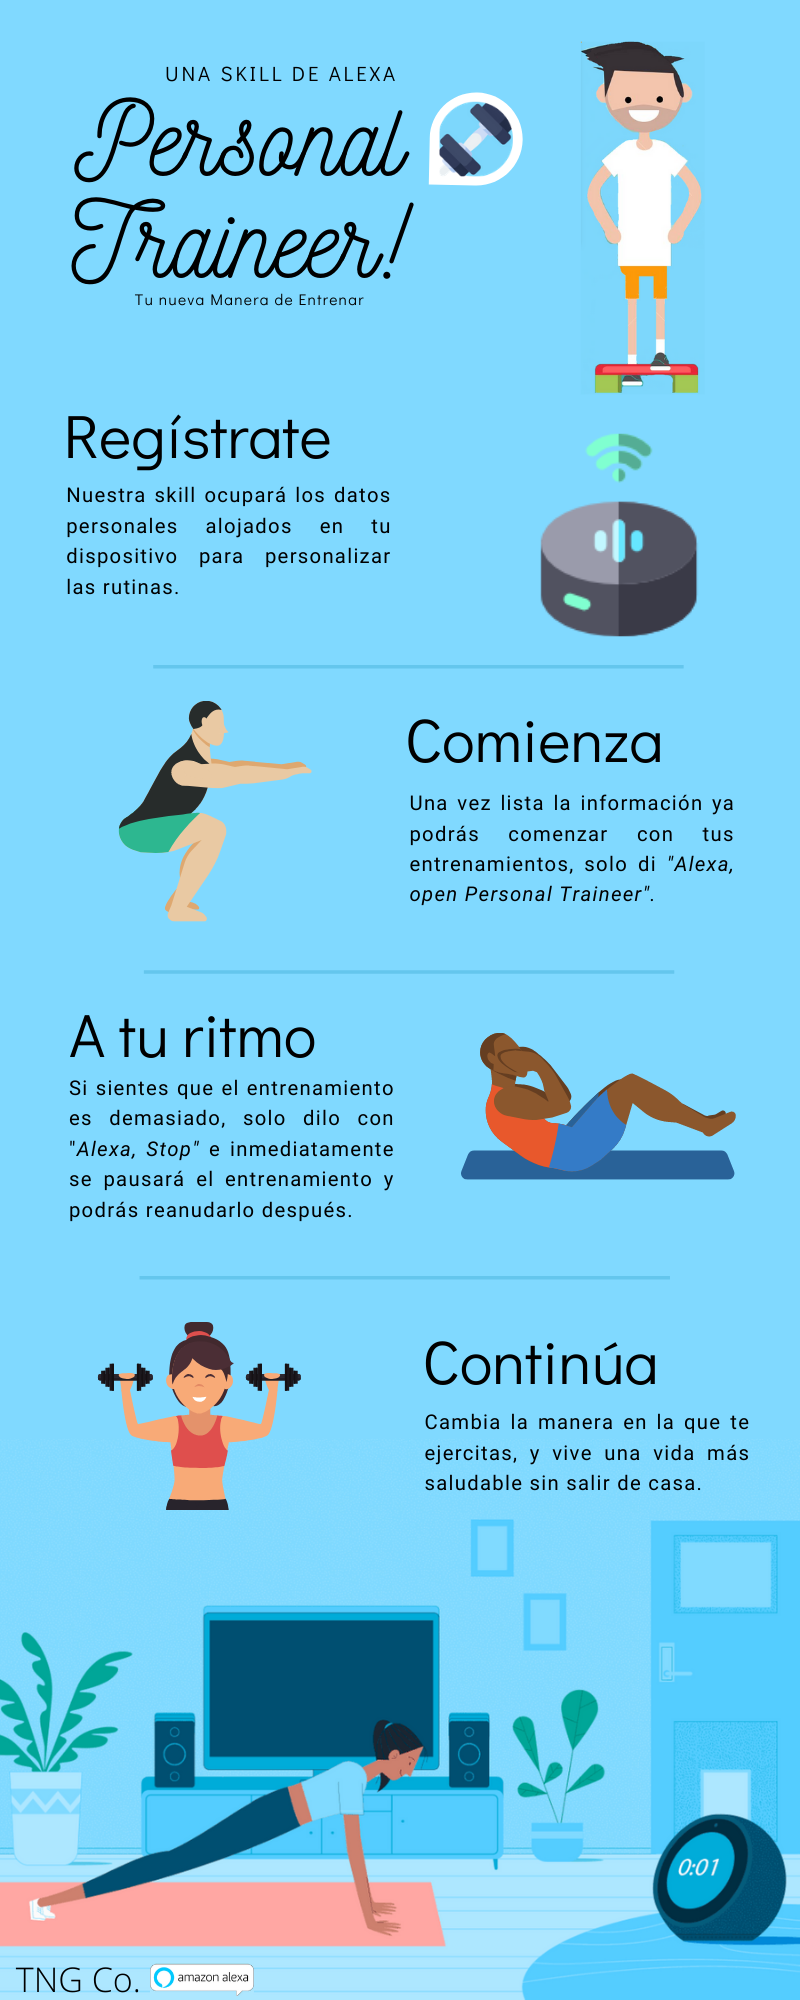 UNA SKILL DE ALEXA
Personal
Traineer!
Tu nueva Manera de Entrenar
Regístrate
Nuestra skill ocupará los datos
personales alojados en tu
dispositivo para personalizar
las rutinas.
Comienza
Una vez lista la información ya
podrás comenzar con tus
entrenamientos, solo di "Alexa,
open Personal Traineer".
A tu ritmo
Si sientes que el entrenamiento
es demasiado, solo dilo con
"Alexa, Stop" e inmediatamente
se pausará el entrenamiento y
podrás reanudarlo después.
Continúa
Cambia la manera en la que te
ejercitas, y vive una vida más
saludable sin salir de casa.
0:01
TNG Co. amazon alexa